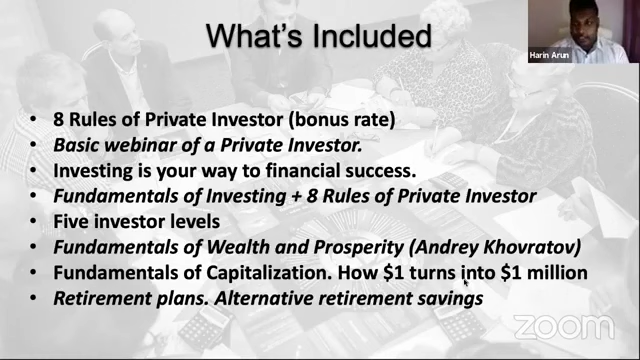 What's Included
Harin Arun
• 8 Rules of Private Investor (bonus rate)
• Basic webinar of a Private Investor.
• Investing is your way to financial success.
• Fundamentals of Investing + 8 Rules of Private Investor
• Five investor levels
• Fundamentals of Wealth and Prosperity (Andrey Khovratov)
• Fundamentals of Capitalization. How $1 turns into $1 million
• Retirement plans. Alternative retirement savings
zoom